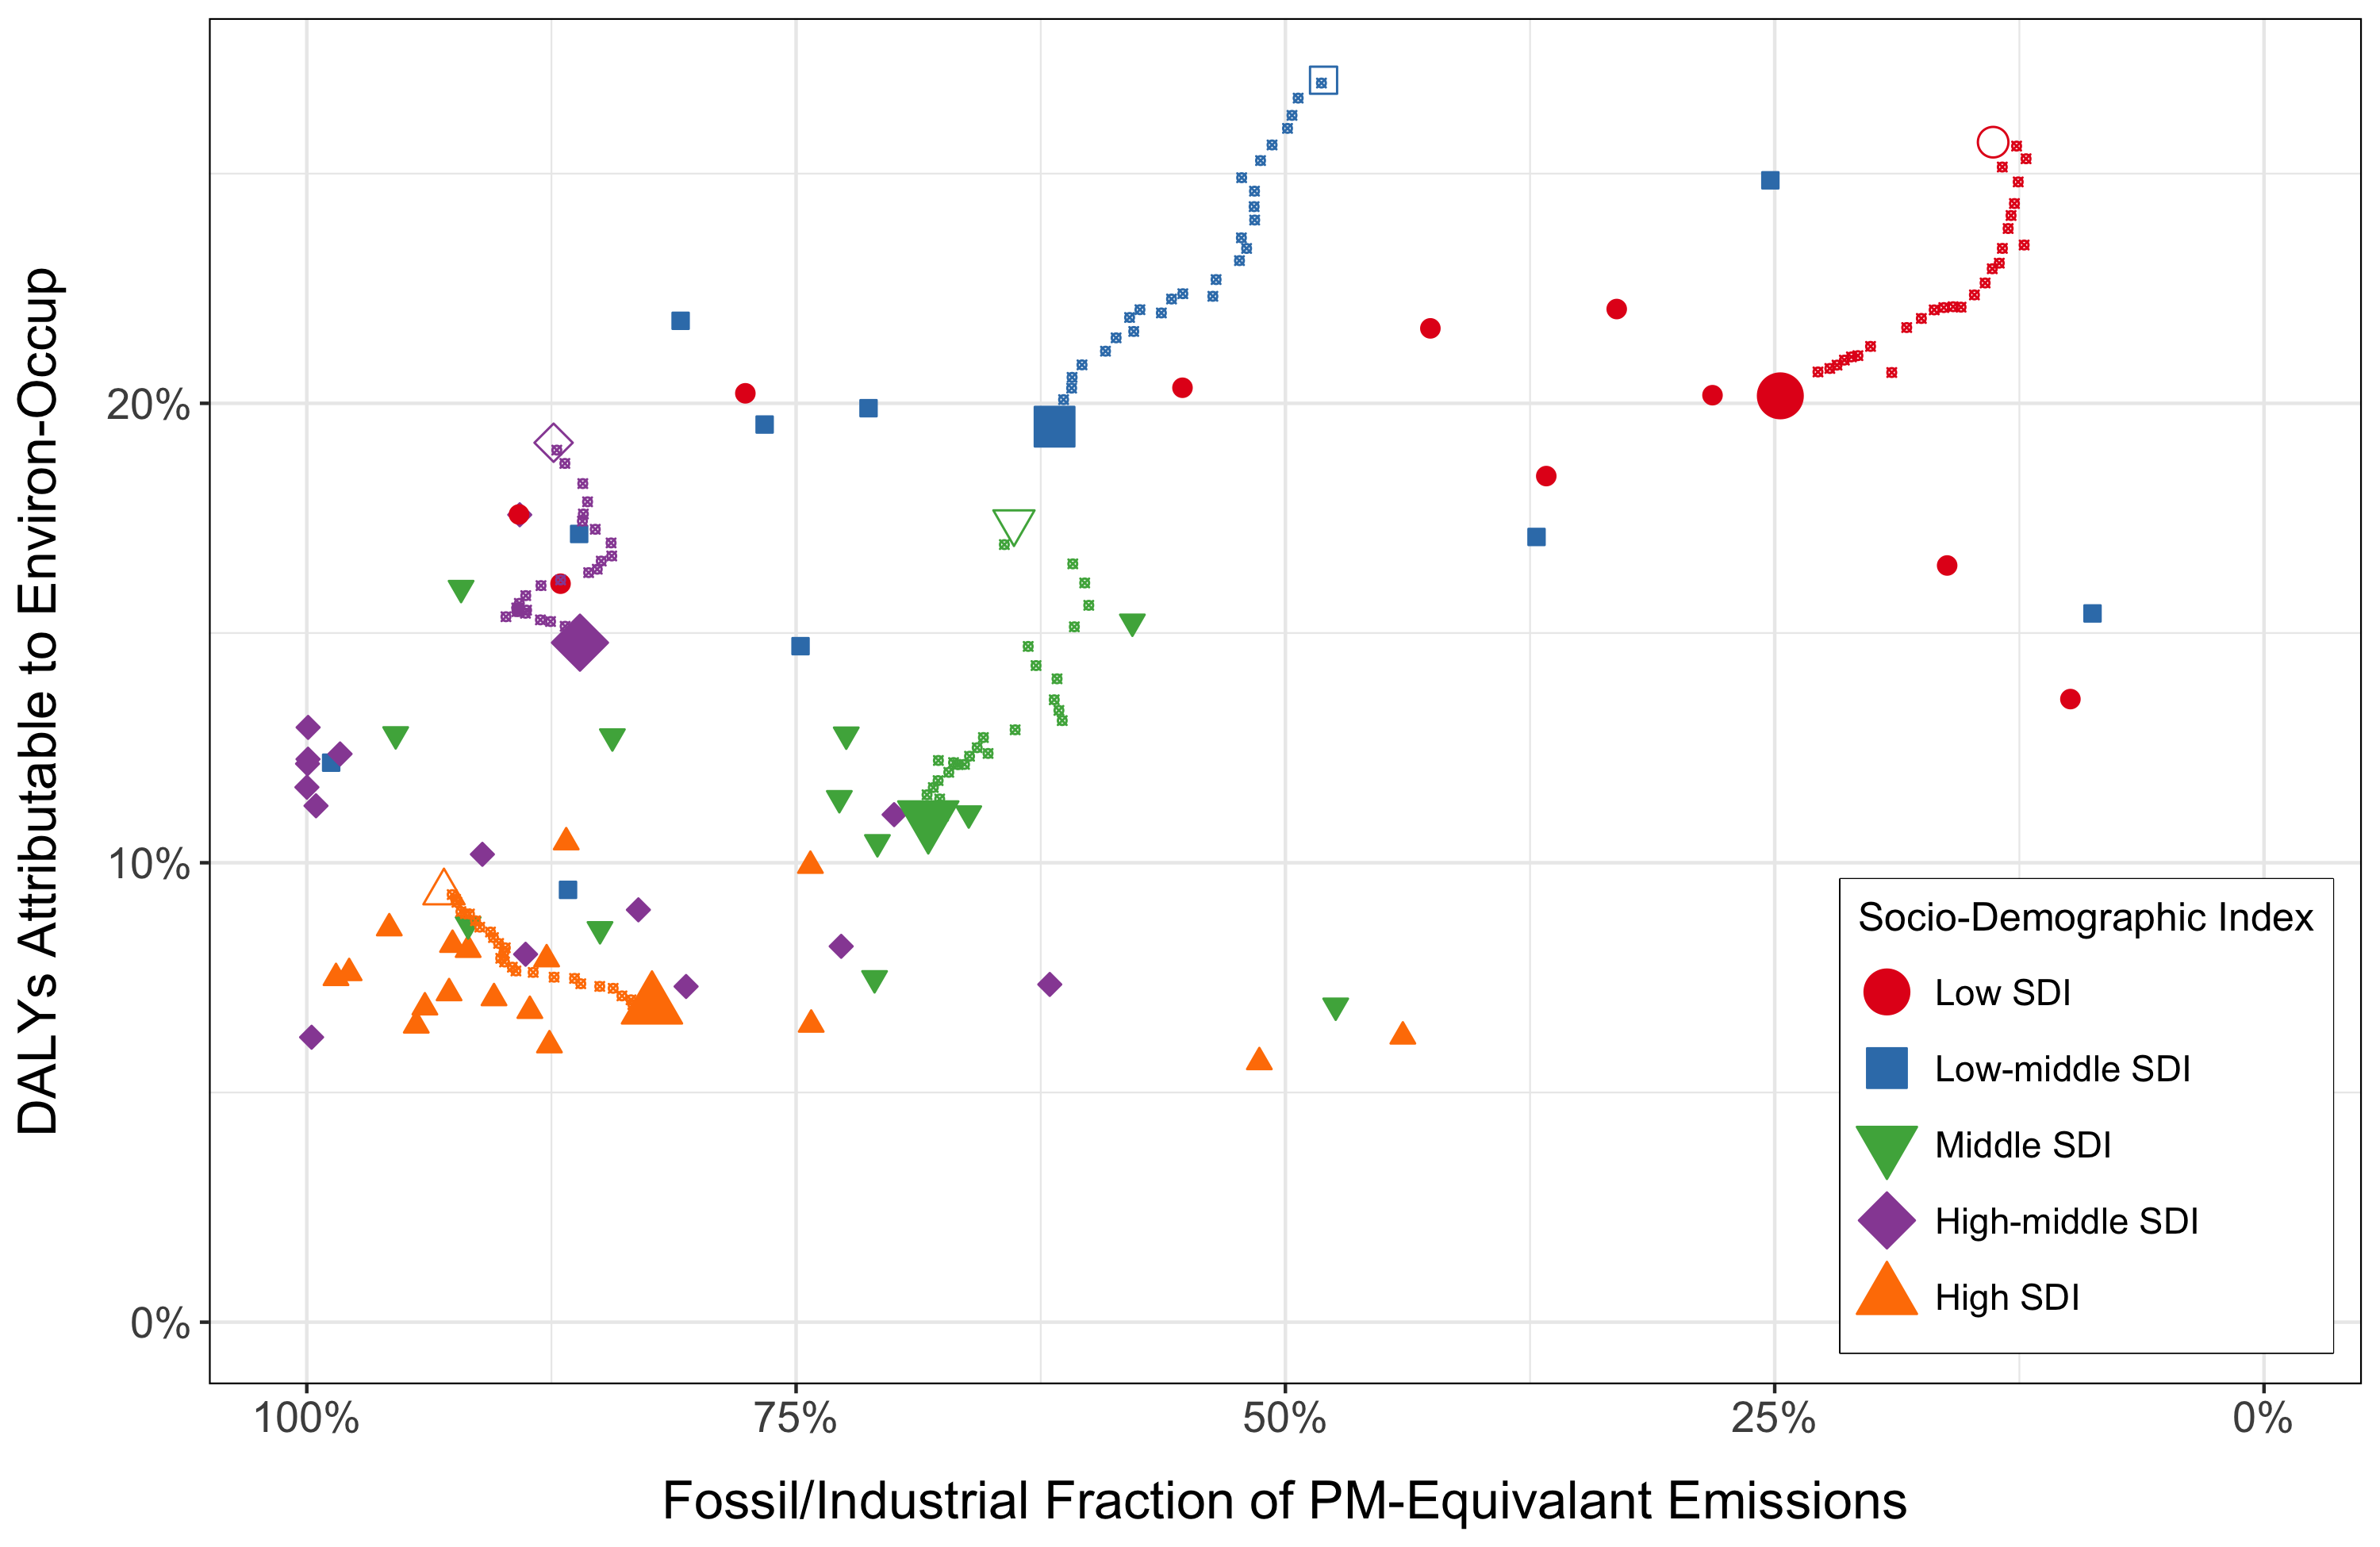 DALYs Attributable to Environ-Occup
20%
10%
0%
100%
75%
50%
25%
0%
Fossil/Industrial Fraction of PM-Equivalant Emissions
Socio-Demographic Index
Low SDI
Low-middle SDI
Middle SDI
High-middle SDI
High SDI